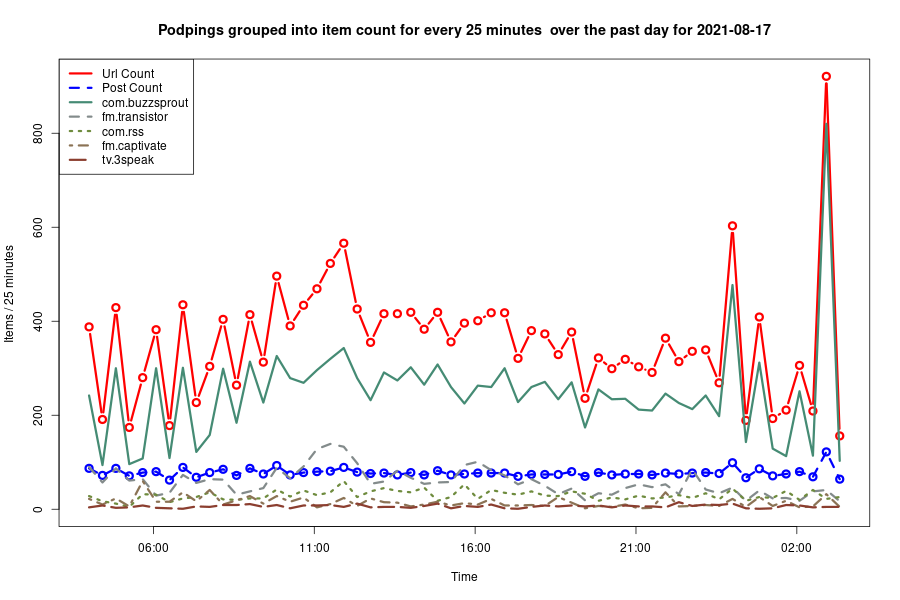 Podpings grouped into item count for every 25 minutes  over the past day for 2021-08-17
Url Count
Post Count
com.buzzsprout
fm.transistor
com.rss
fm.captivate
tv.3speak
800
600
400
200
0
Items / 25 minutes
06:00 11:00 16:00 21:00 02:00
Time